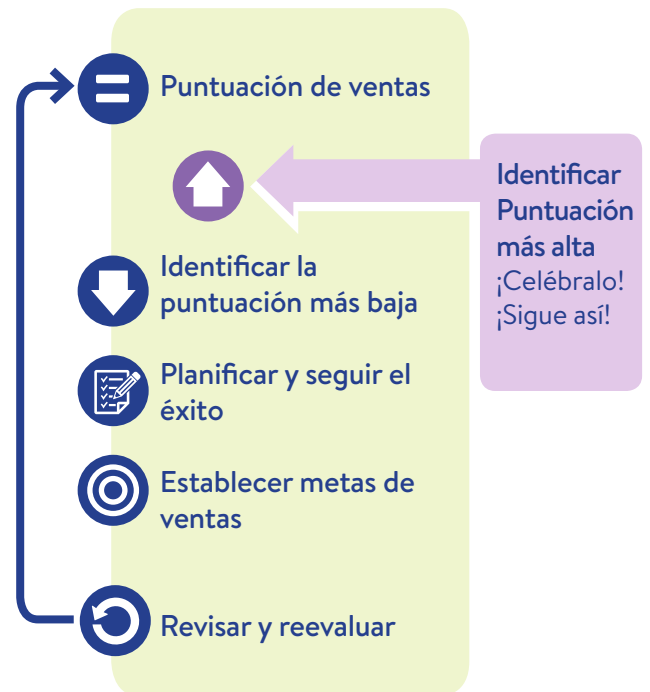 Puntuación de ventas
Identificar
Puntuación
más alta
¡Celébralo!
¡Sigue así!
Identificar la
puntuación más baja
Planificar y seguir el
éxito
Establecer metas de
ventas
Revisar y reevaluar